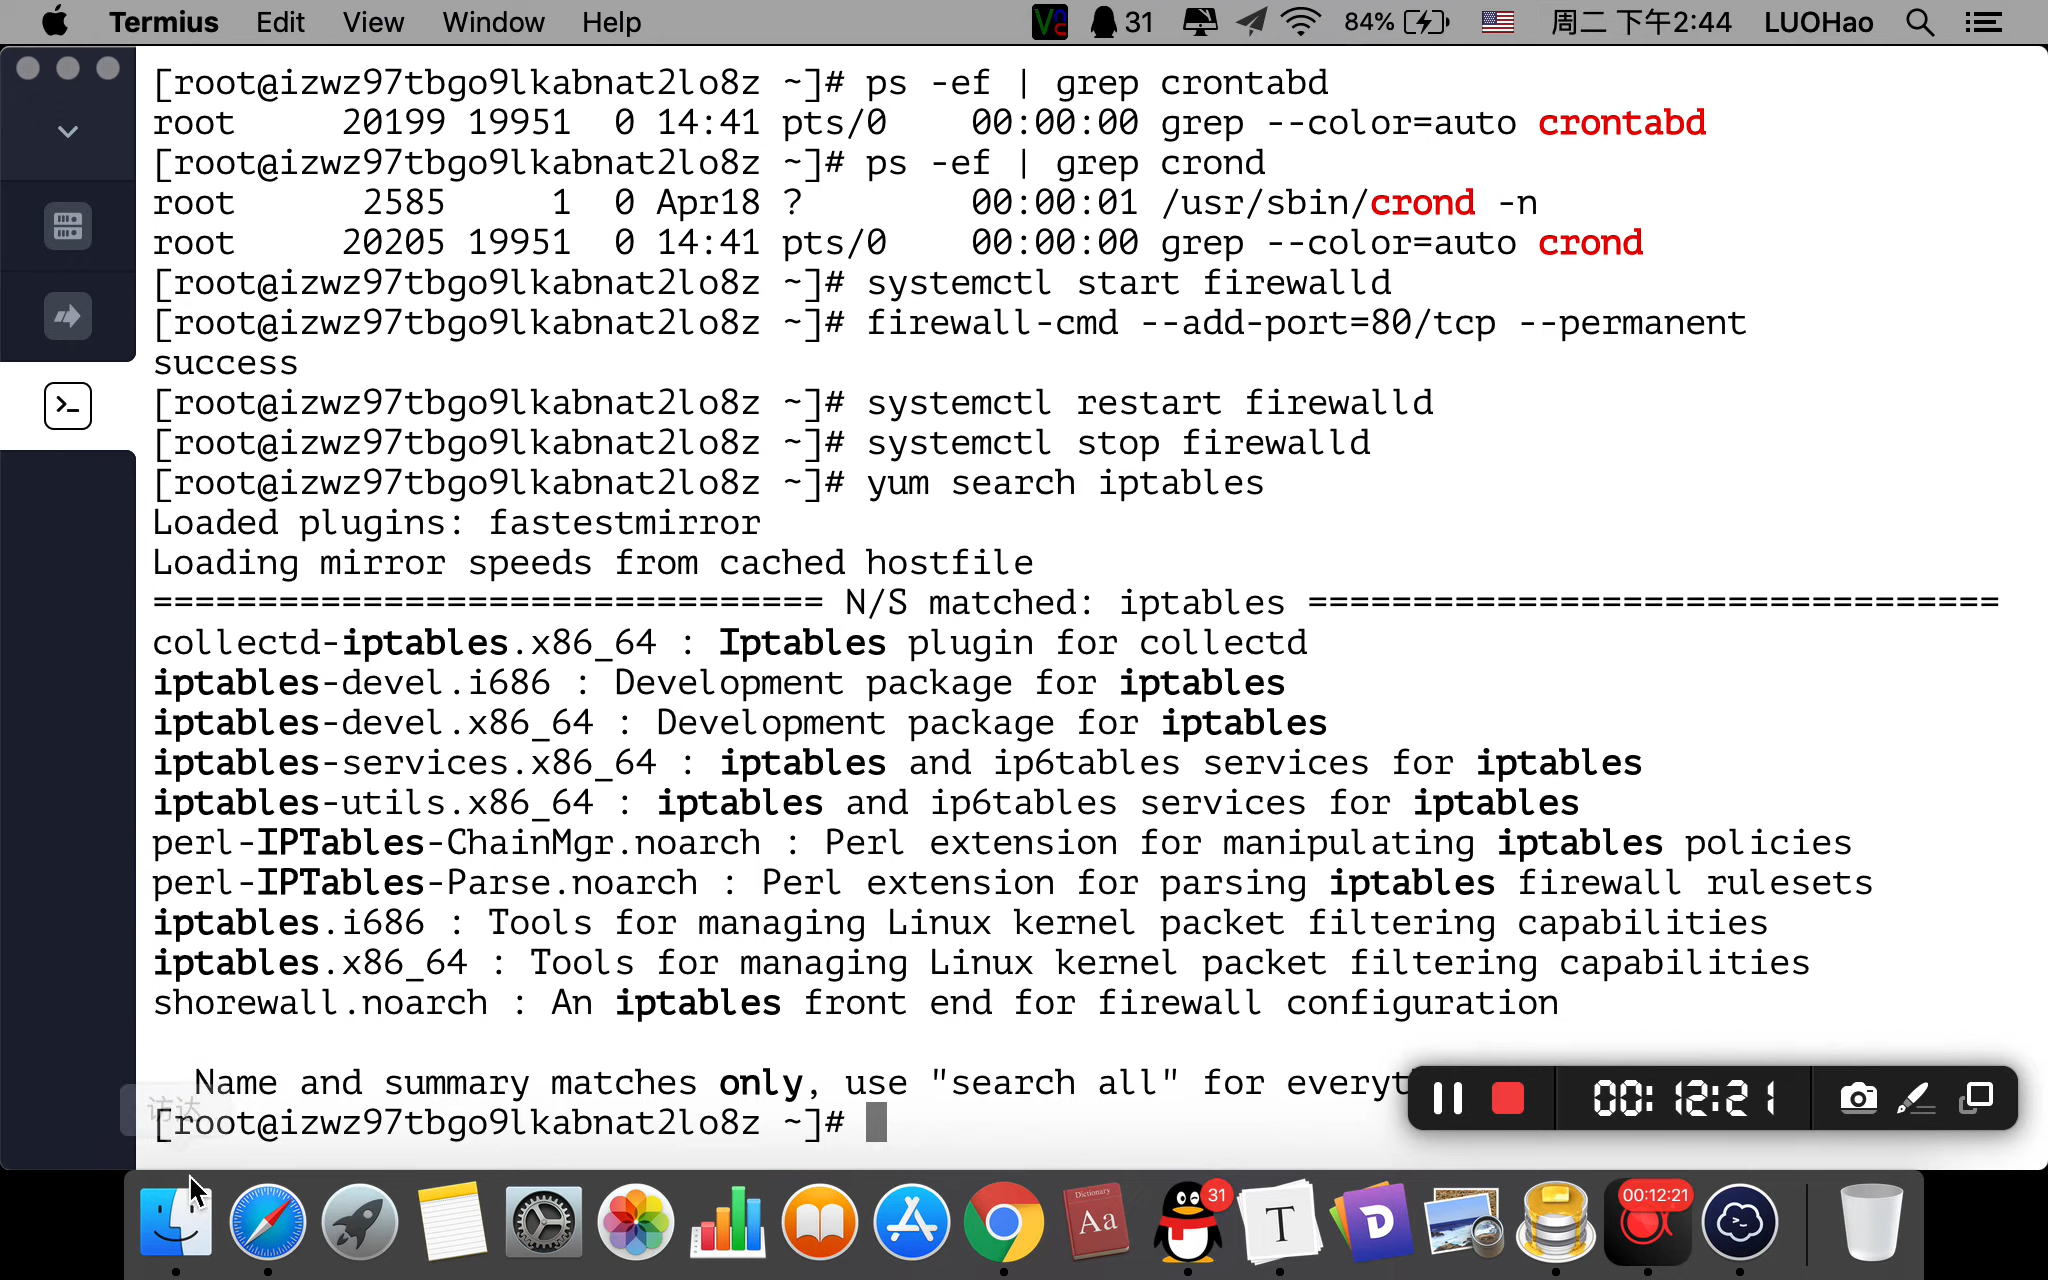 Termius Edit View Window Help 31 84% 周二 下午2:44 LUOHao
[root@izwz97tbgo9lkabnat2lo8z ~]# ps -ef | grep crontabd
root 20199 19951 0 14:41 pts/0 00:00:00 grep --color=auto crontabd
[root@izwz97tbgo9lkabnat2lo8z ~]# ps -ef | grep crond
root 2585 1 0 Apr18 ? 00:00:01 /usr/sbin/crond -n
root 20205 19951 0 14:41 pts/0 00:00:00 grep --color=auto crond
[root@izwz97tbgo9lkabnat2lo8z ~]# systemctl start firewalld
[root@izwz97tbgo9lkabnat2lo8z ~]# firewall-cmd --add-port=80/tcp --permanent
success
[root@izwz97tbgo9lkabnat2lo8z ~]# systemctl restart firewalld
[root@izwz97tbgo9lkabnat2lo8z ~]# systemctl stop firewalld
[root@izwz97tbgo9lkabnat2lo8z ~]# yum search iptables
Loaded plugins: fastestmirror
Loading mirror speeds from cached hostfile
================================ N/S matched: iptables =================================
collectd-iptables.x86_64 : Iptables plugin for collectd
iptables-devel.i686 : Development package for iptables
iptables-devel.x86_64 : Development package for iptables
iptables-services.x86_64 : iptables and ip6tables services for iptables
iptables-utils.x86_64 : iptables and ip6tables services for iptables
perl-IPTables-ChainMgr.noarch : Perl extension for manipulating iptables policies
perl-IPTables-Parse.noarch : Perl extension for parsing iptables firewall rulesets
iptables.i686 : Tools for managing Linux kernel packet filtering capabilities
iptables.x86_64 : Tools for managing Linux kernel packet filtering capabilities
shorewall.noarch : An iptables front end for firewall configuration
Name and summary matches only, use "search all" for everyt
00:12:21
访达
[root@izwz97tbgo9lkabnat2lo8z ~]#
Dictionary
Aa
31
T
D
00:12:21